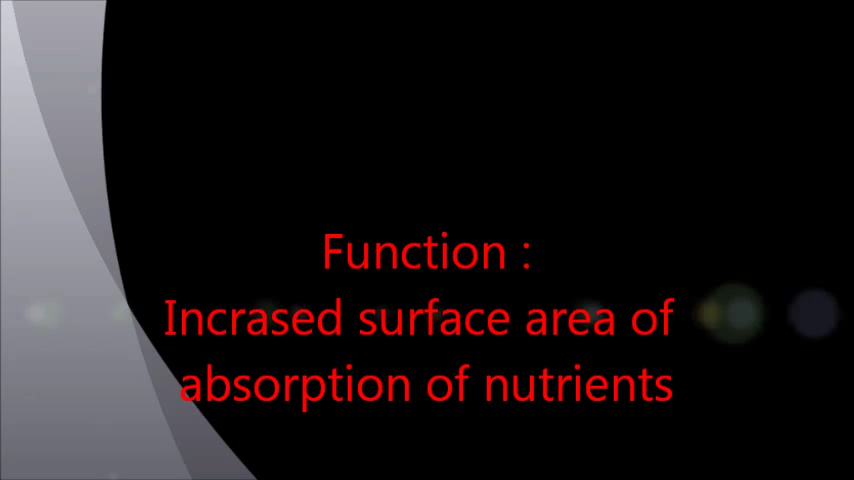 Function :
Incrased surface area of
absorption of nutrients